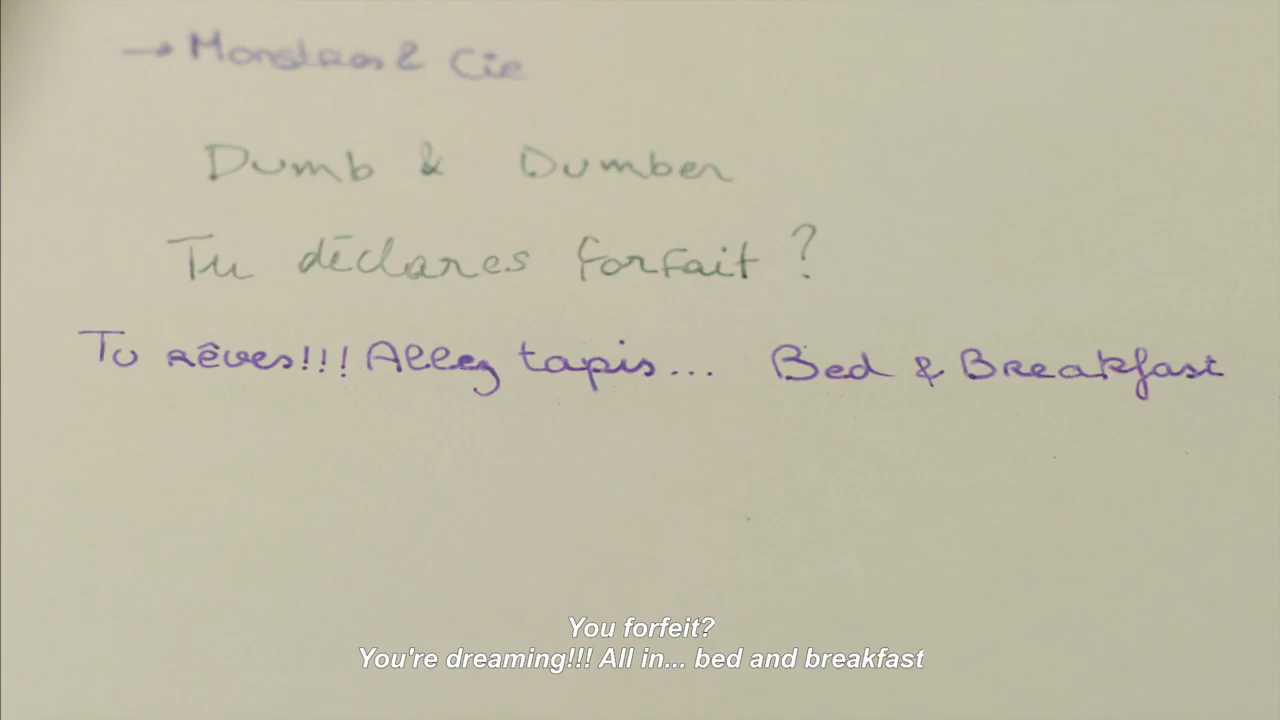 → Monstres & Cie
Dumb & Dumber
Tu déclares forfait ?
Tu rêves!!! Allez tapis... Bed & Breakfast
You forfeit?
You're dreaming!!! All in... bed and breakfast